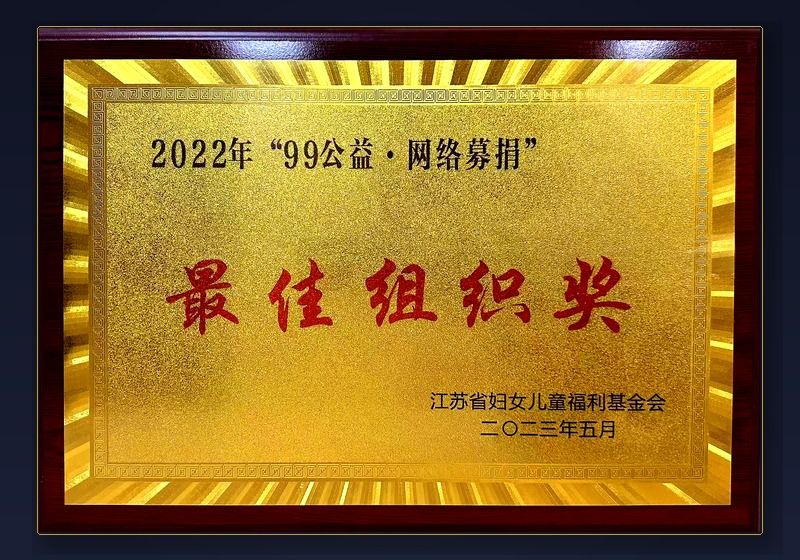 2022年“99公益·网络募捐”
最佳组织奖
江苏省妇女儿童福利基金会
二〇二三年五月